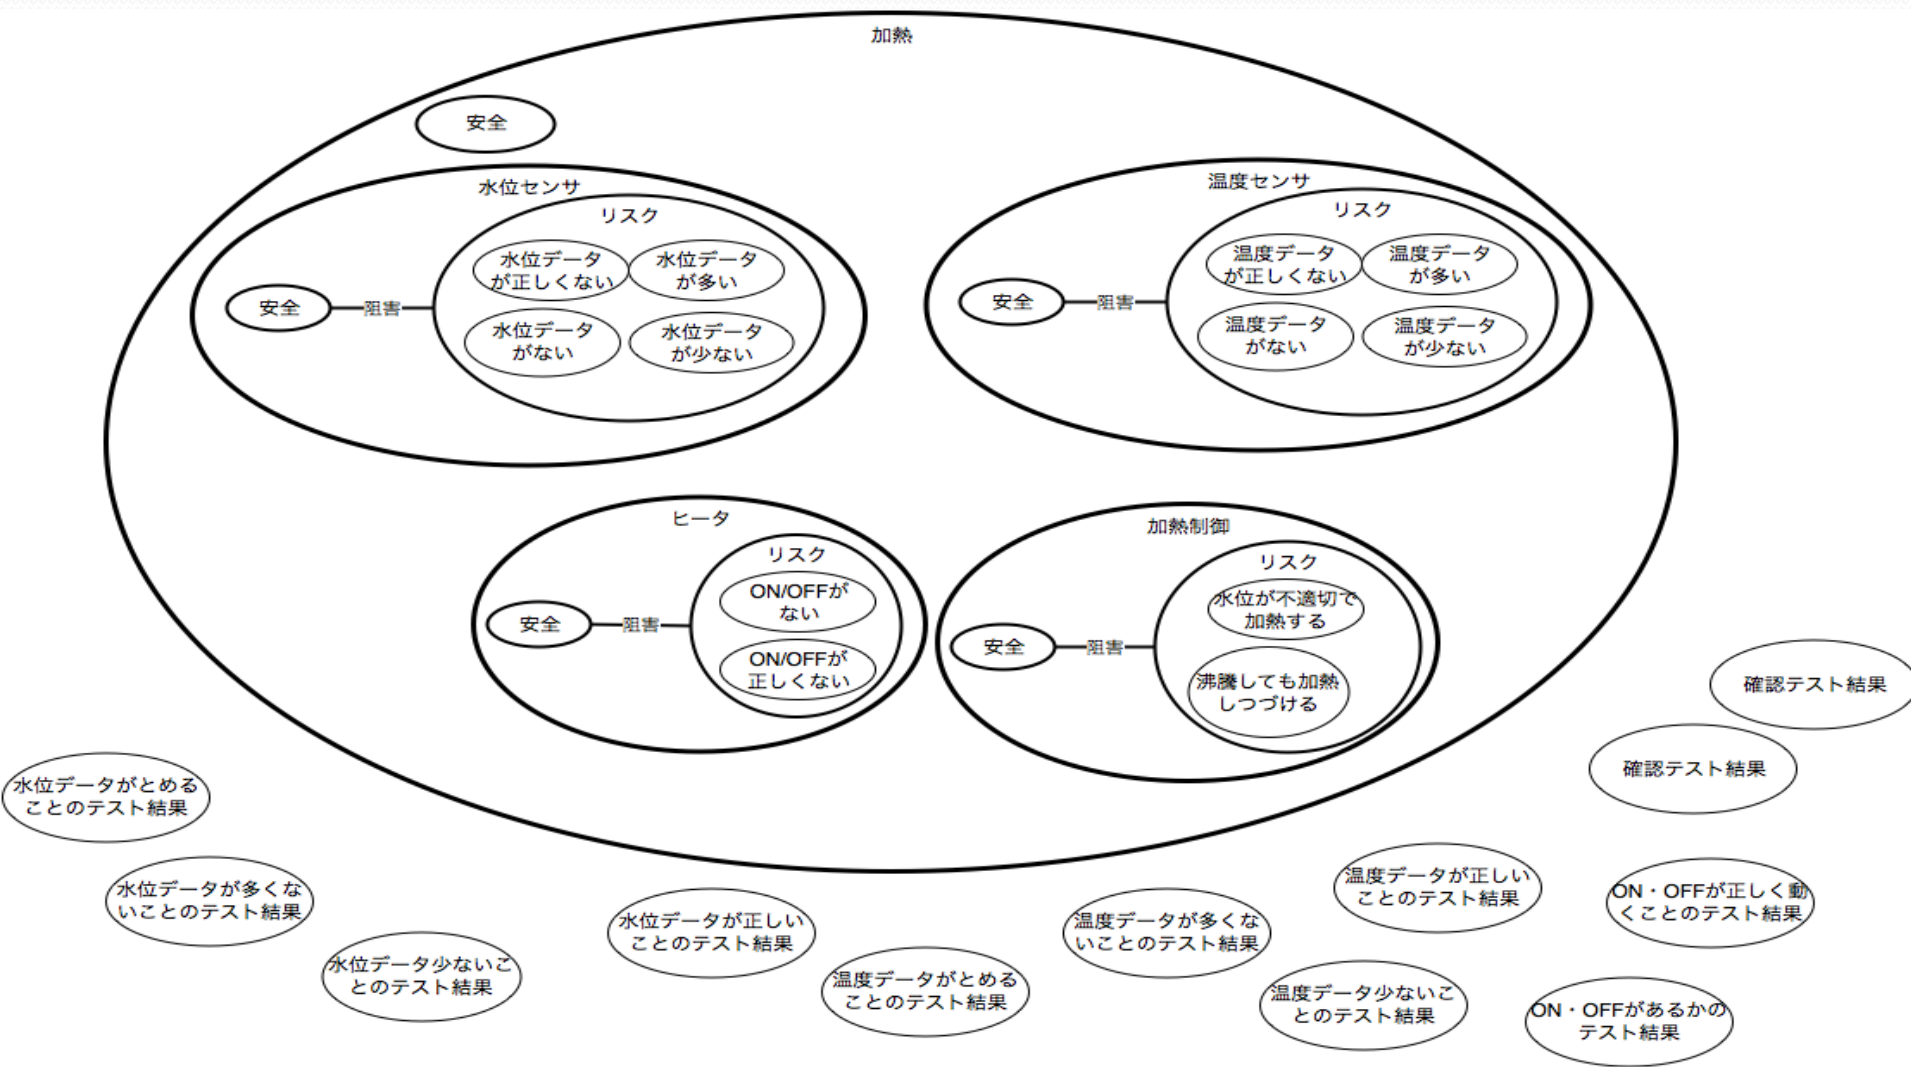 加熱
安全
水位センサ
リスク
水位データ
が正しくない
水位データ
が多い
安全
阻害
水位データ
がない
水位データ
が少ない
温度センサ
リスク
温度データ
が正しくない
温度データ
が多い
安全
阻害
温度データ
がない
温度データ
が少ない
ヒータ
リスク
ON/OFFが
ない
安全
阻害
ON/OFFが
正しくない
加熱制御
リスク
水位が不適切で
加熱する
安全
阻害
沸騰しても加熱
しつづける
確認テスト結果
確認テスト結果
水位データがとめる
ことのテスト結果
水位データが多くな
いことのテスト結果
水位データ少ないこ
とのテスト結果
水位データが正しい
ことのテスト結果
温度データがとめる
ことのテスト結果
温度データが多くな
いことのテスト結果
温度データが正しい
ことのテスト結果
温度データ少ないこ
とのテスト結果
ON・OFFが正しく動
くことのテスト結果
ON・OFFがあるかの
テスト結果